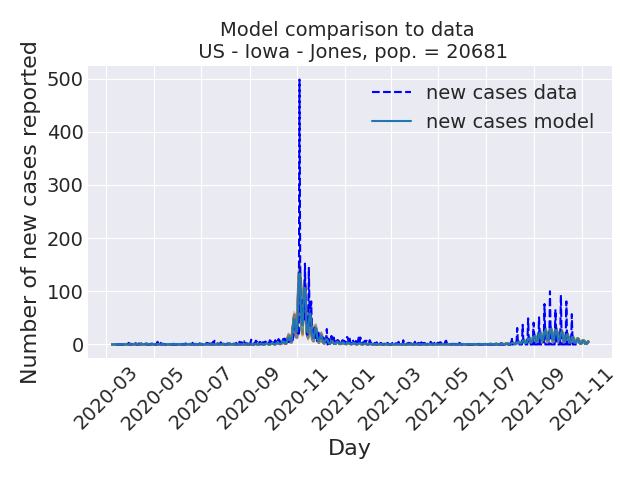 Model comparison to data
US - Iowa - Jones, pop. = 20681
Number of new cases reported
500
400
300
200
100
0
new cases data
new cases model
2020-03
2020-05
2020-07
2020-09
2020-11
2021-01
2021-03
2021-05
2021-07
2021-09
2021-11
Day